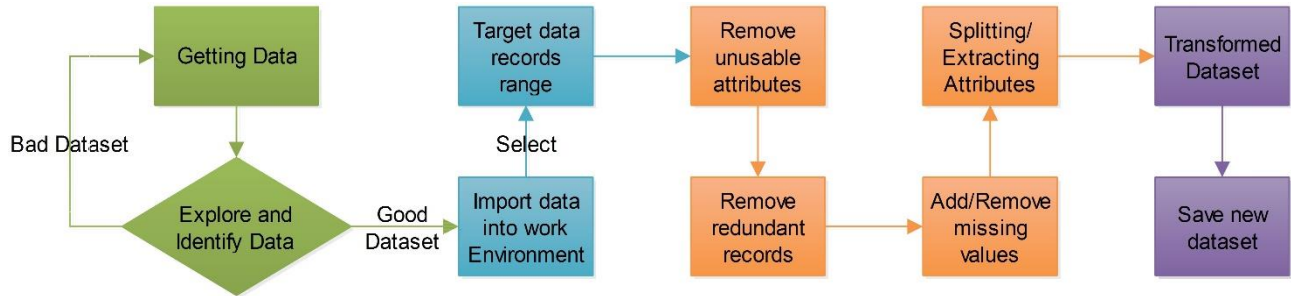 Getting Data
Bad Dataset
Explore and
Identify Data
Good
Dataset
Target data
records
range
Select
Import data
into work
Environment
Remove
unusable
attributes
Remove
redundant
records
Splitting/
Extracting
Attributes
Add/Remove
missing
values
Transformed
Dataset
Save new
dataset